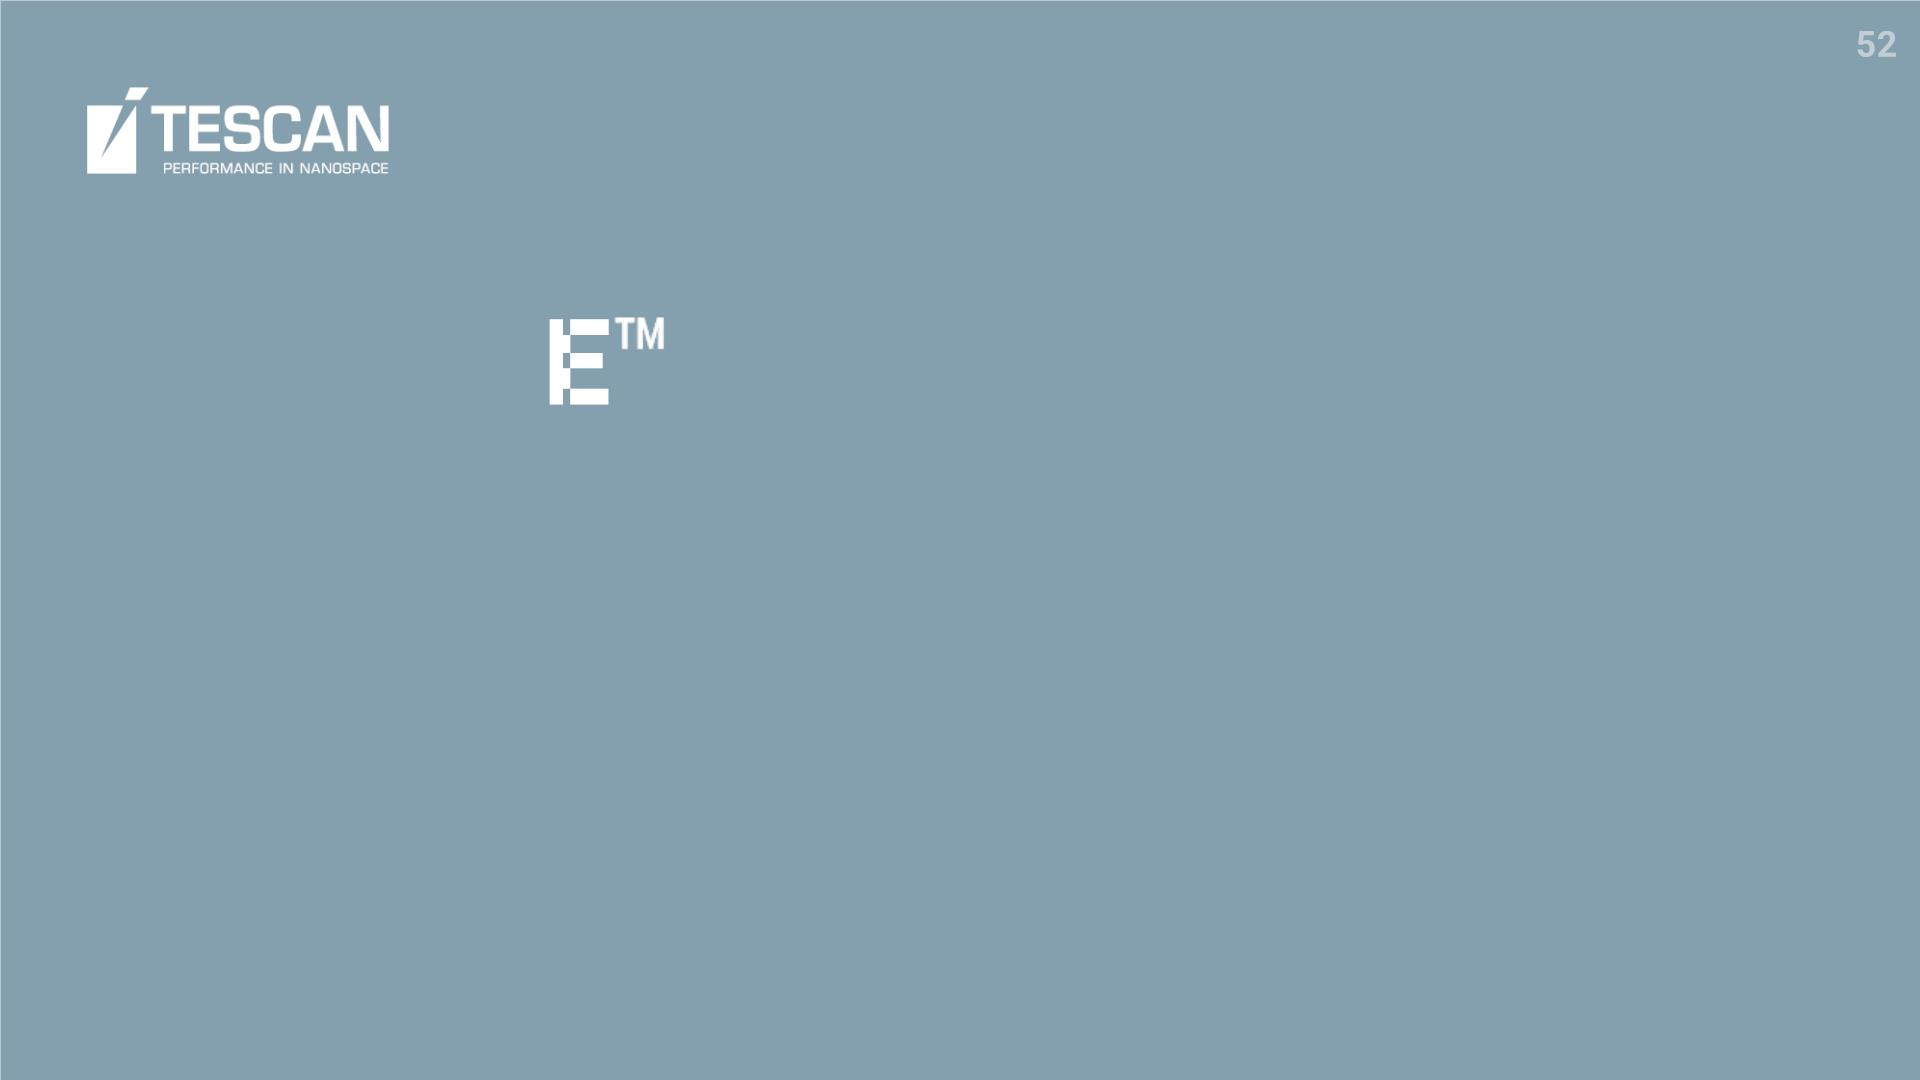 52
TESCAN
PERFORMANCE IN NANOSPACE
E™